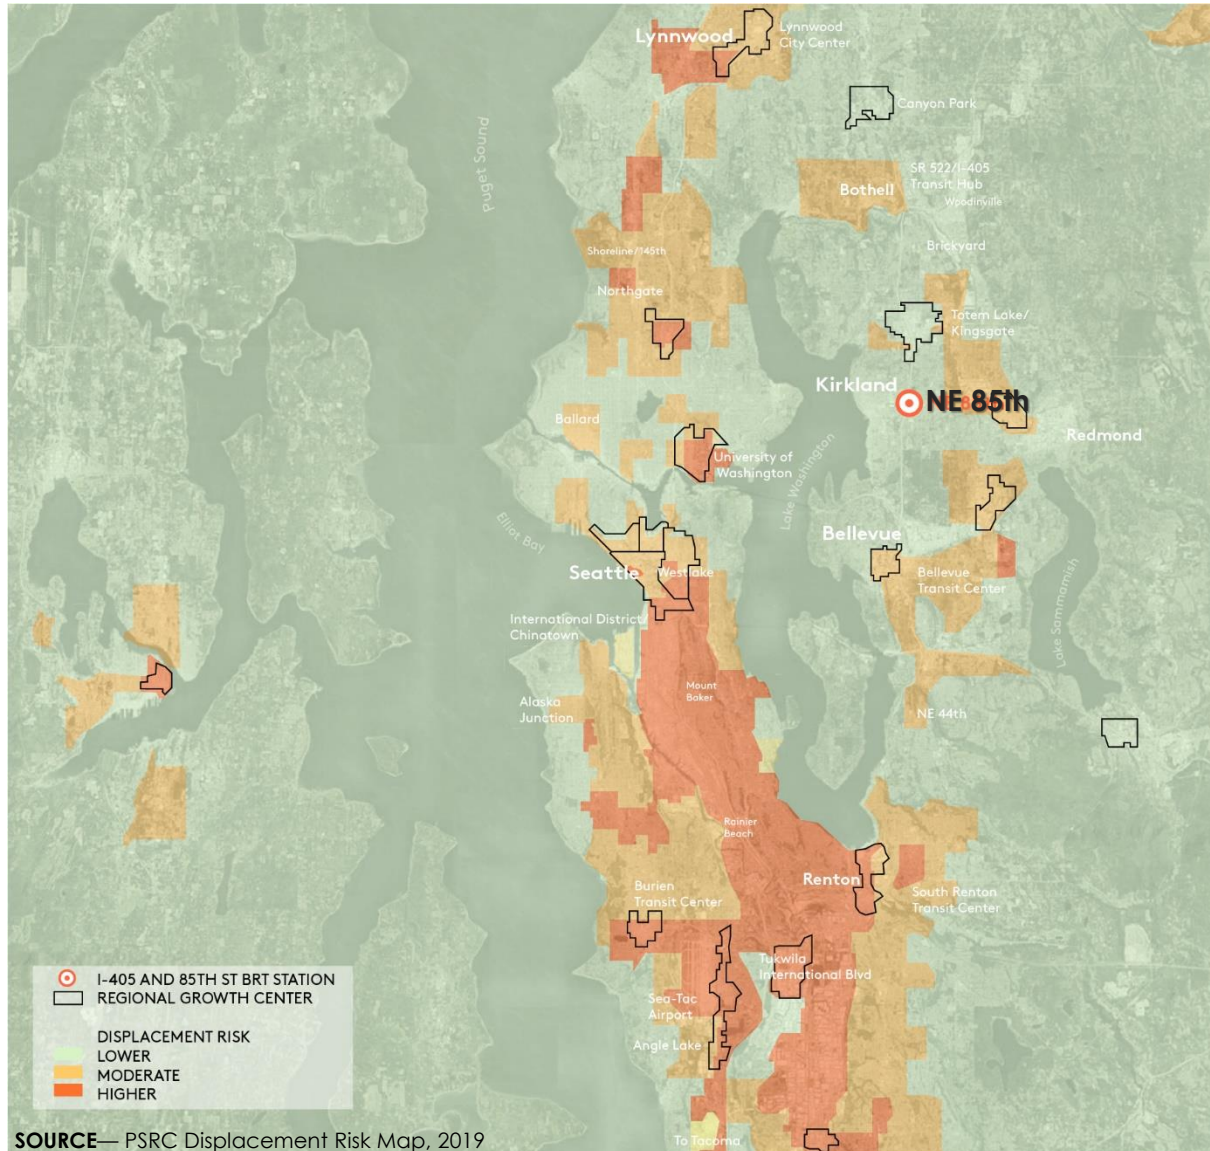 Lynnwood
Lynnwood
City Center
Canyon Park
Puget Sound
SR 522/I-405
Transit Hub
Bothell
Woodinville
Shoreline/145th
Brickyard
Northgate
Totem Lake/
Kingsgate
Kirkland
NE 85th
Ballard
Redmond
University of
Washington
Lake Washington
Elliot Bay
Bellevue
Seattle
Westlake
Bellevue
Transit Center
Lake Sammamish
International District/
Chinatown
Mount
Baker
Alaska
Junction
NE 44th
Rainier
Beach
Renton
Burien
Transit Center
South Renton
Transit Center
Tukwila
International Blvd
Sea-Tac
Airport
Angle Lake
To Tacoma
I-405 AND 85TH ST BRT STATION
REGIONAL GROWTH CENTER
DISPLACEMENT RISK
LOWER
MODERATE
HIGHER
SOURCE— PSRC Displacement Risk Map, 2019